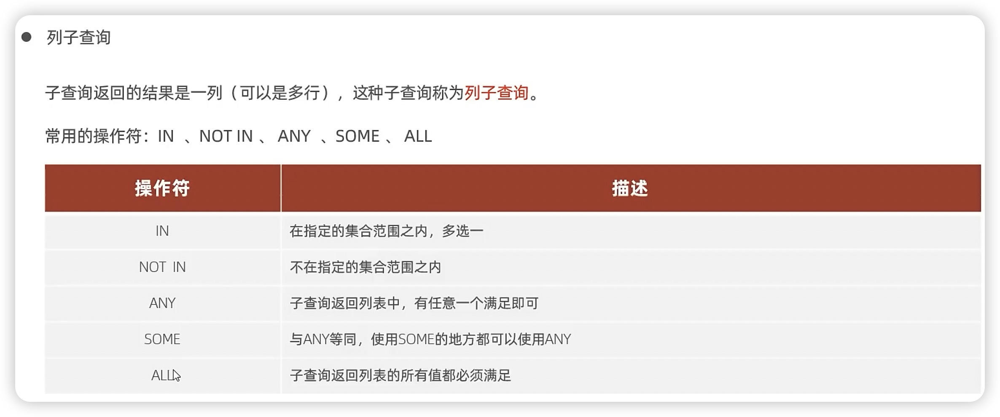 列子查询
子查询返回的结果是一列（可以是多行），这种子查询称为列子查询。
常用的操作符：IN 、NOT IN 、 ANY 、SOME 、 ALL
操作符 描述
IN 在指定的集合范围之内，多选一
NOT IN 不在指定的集合范围之内
ANY 子查询返回列表中，有任意一个满足即可
SOME 与ANY等同，使用SOME的地方都可以使用ANY
ALL 子查询返回列表的所有值都必须满足